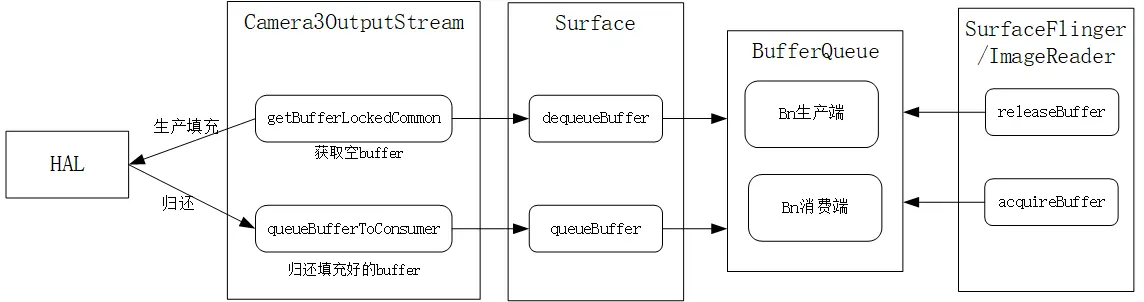 HAL
生产填充
归还
Camera3OutputStream
getBufferLockedCommon
获取空buffer
queueBufferToConsumer
归还填充好的buffer
Surface
dequeueBuffer
queueBuffer
BufferQueue
Bn生产端
Bn消费端
SurfaceFlinger
/ImageReader
releaseBuffer
acquireBuffer